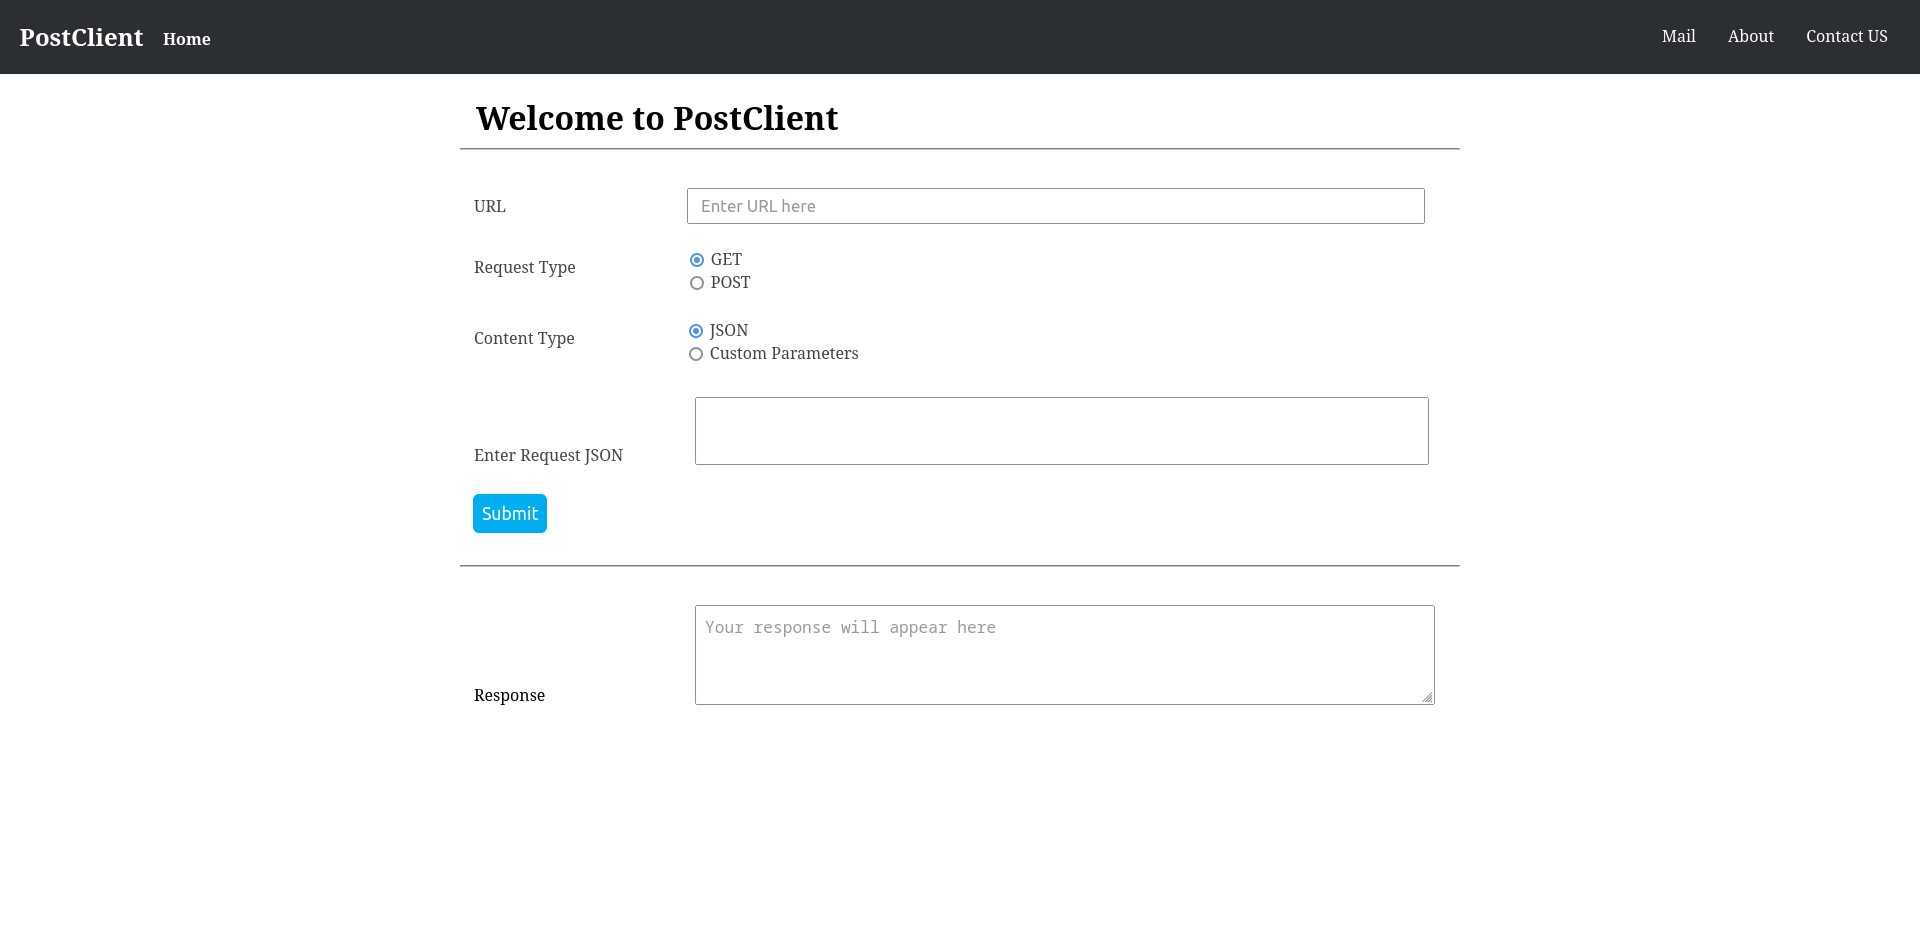 PostClient Home Mail About Contact US
Welcome to PostClient
URL Enter URL here
Request Type
GET
POST
Content Type
JSON
Custom Parameters
Enter Request JSON
Submit
Your response will appear here
Response